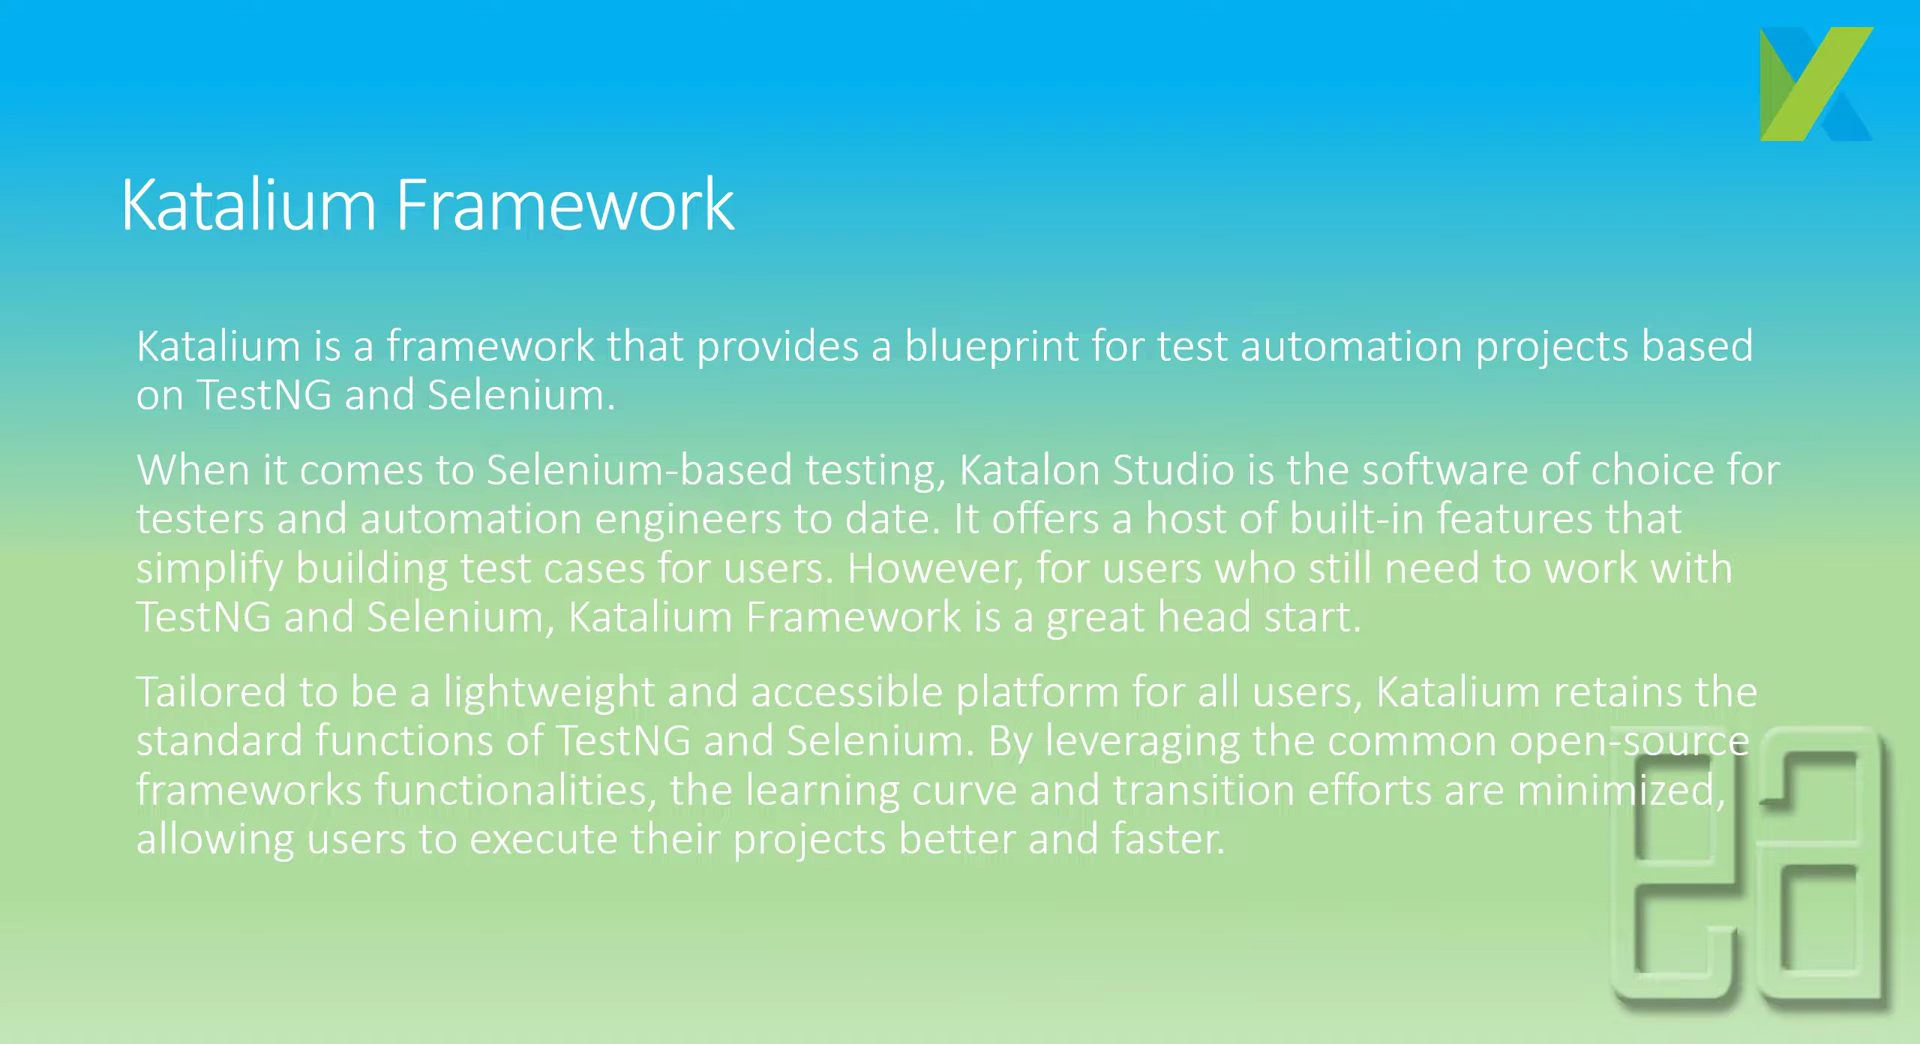 Katalium Framework
Katalium is a framework that provides a blueprint for test automation projects based
on TestNG and Selenium.
When it comes to Selenium-based testing, Katalon Studio is the software of choice for
testers and automation engineers to date. It offers a host of built-in features that
simplify building test cases for users. However, for users who still need to work with
TestNG and Selenium, Katalium Framework is a great head start.
Tailored to be a lightweight and accessible platform for all users, Katalium retains the
standard functions of TestNG and Selenium. By leveraging the common open-source
frameworks functionalities, the learning curve and transition efforts are minimized,
allowing users to execute their projects better and faster.
ea